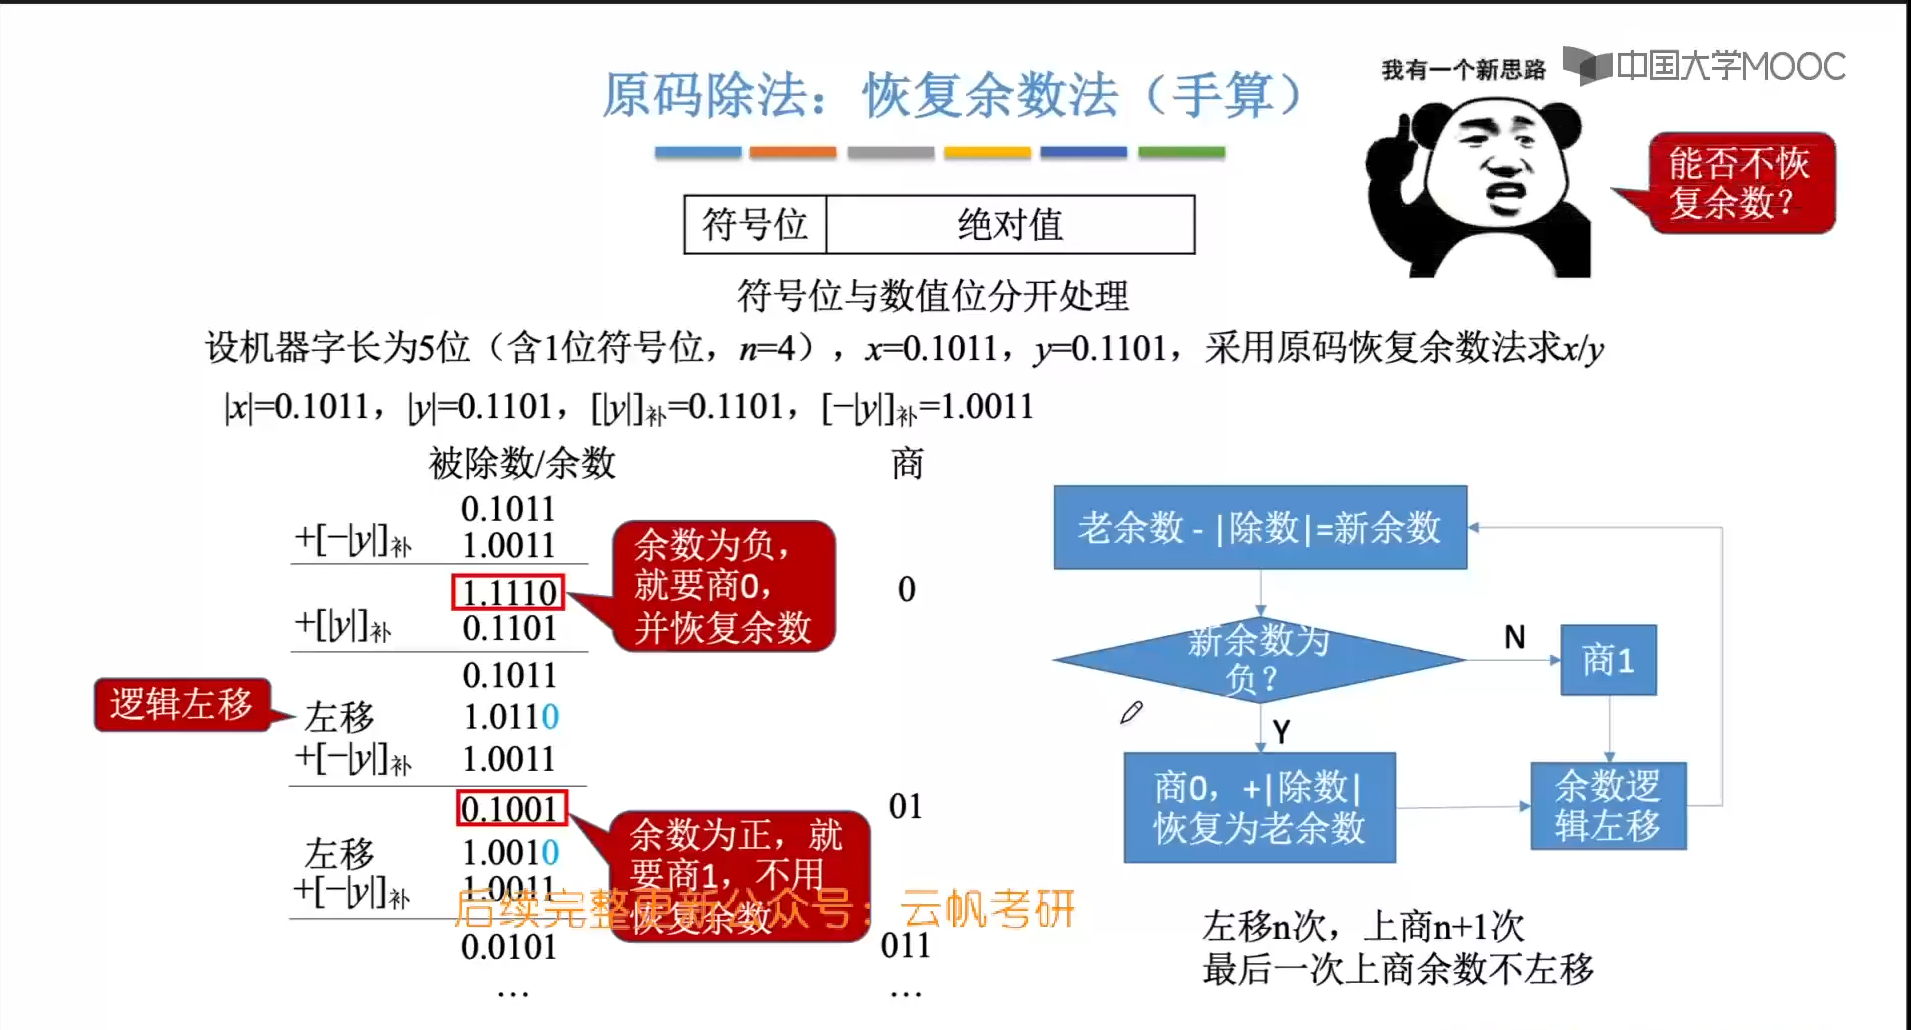 我有一个新思路
中国大学MOOC
原码除法：恢复余数法（手算）
能否不恢
复余数？
符号位 绝对值
符号位与数值位分开处理
设机器字长为5位（含1位符号位，n=4），x=0.1011，y=0.1101，采用原码恢复余数法求x/y
|x|=0.1011，|y|=0.1101，[|y|]补=0.1101，[−|y|]补=1.0011
被除数/余数 商
0.1011
+[−|y|]补 1.0011
1.1110 0
+[|y|]补 0.1101
0.1011
左移 1.0110
+[−|y|]补 1.0011
0.1001 01
左移 1.0010
+[−|y|]补 1.0011
0.0101 011
… …
余数为负，
就要商0，
并恢复余数
逻辑左移
余数为正，就
要商1，不用
恢复余数
后续完整更新公众号：云帆考研
老余数 - |除数|=新余数
新余数为
负？
N
商1
Y
商0，+|除数|
恢复为老余数
余数逻
辑左移
左移n次，上商n+1次
最后一次上商余数不左移